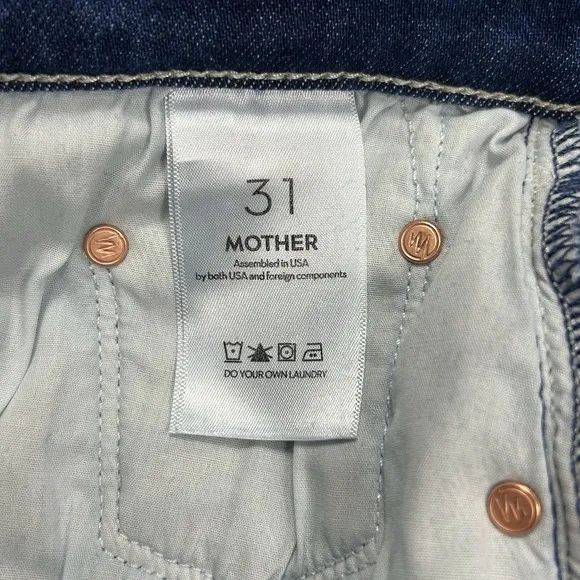 31
MOTHER
Assembled in USA
by both USA and foreign components
DO YOUR OWN LAUNDRY